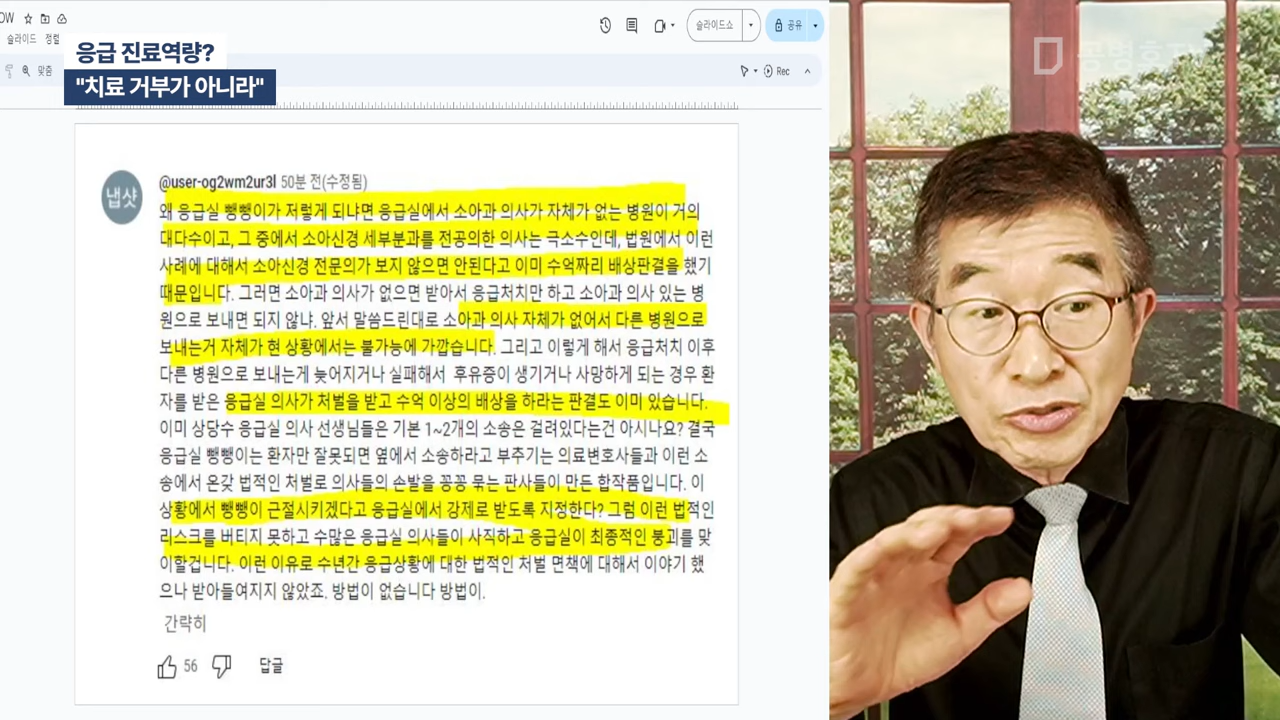 OW
슬라이드 정렬
슬라이드쇼
공유
응급 진료역량?
"치료 거부가 아니라"
맞춤
Rec
냅샷
@user-og2wm2ur3l 50분 전(수정됨)
왜 응급실 뺑뺑이가 저렇게 되냐면 응급실에서 소아과 의사가 자체가 없는 병원이 거의
대다수이고, 그 중에서 소아신경 세부분과를 전공의한 의사는 극소수인데, 법원에서 이런
사례에 대해서 소아신경 전문의가 보지 않으면 안된다고 이미 수억짜리 배상판결을 했기
때문입니다. 그러면 소아과 의사가 없으면 받아서 응급처치만 하고 소아과 의사 있는 병
원으로 보내면 되지 않냐. 앞서 말씀드린대로 소아과 의사 자체가 없어서 다른 병원으로
보내는거 자체가 현 상황에서는 불가능에 가깝습니다. 그리고 이렇게 해서 응급처치 이후
다른 병원으로 보내는게 늦어지거나 실패해서 후유증이 생기거나 사망하게 되는 경우 환
자를 받은 응급실 의사가 처벌을 받고 수억 이상의 배상을 하라는 판결도 이미 있습니다.
이미 상당수 응급실 의사 선생님들은 기본 1~2개의 소송은 걸려있다는건 아시나요? 결국
응급실 뺑뺑이는 환자만 잘못되면 옆에서 소송하라고 부추기는 의료변호사들과 이런 소
송에서 온갖 법적인 처벌로 의사들의 손발을 꽁꽁 묶는 판사들이 만든 합작품입니다. 이
상황에서 뺑뺑이 근절시키겠다고 응급실에서 강제로 받도록 지정한다? 그럼 이런 법적인
리스크를 버티지 못하고 수많은 응급실 의사들이 사직하고 응급실이 최종적인 붕괴를 맞
이할겁니다. 이런 이유로 수년간 응급상황에 대한 법적인 처벌 면책에 대해서 이야기 했
으나 받아들여지지 않았죠. 방법이 없습니다 방법이.
간략히
56
답글